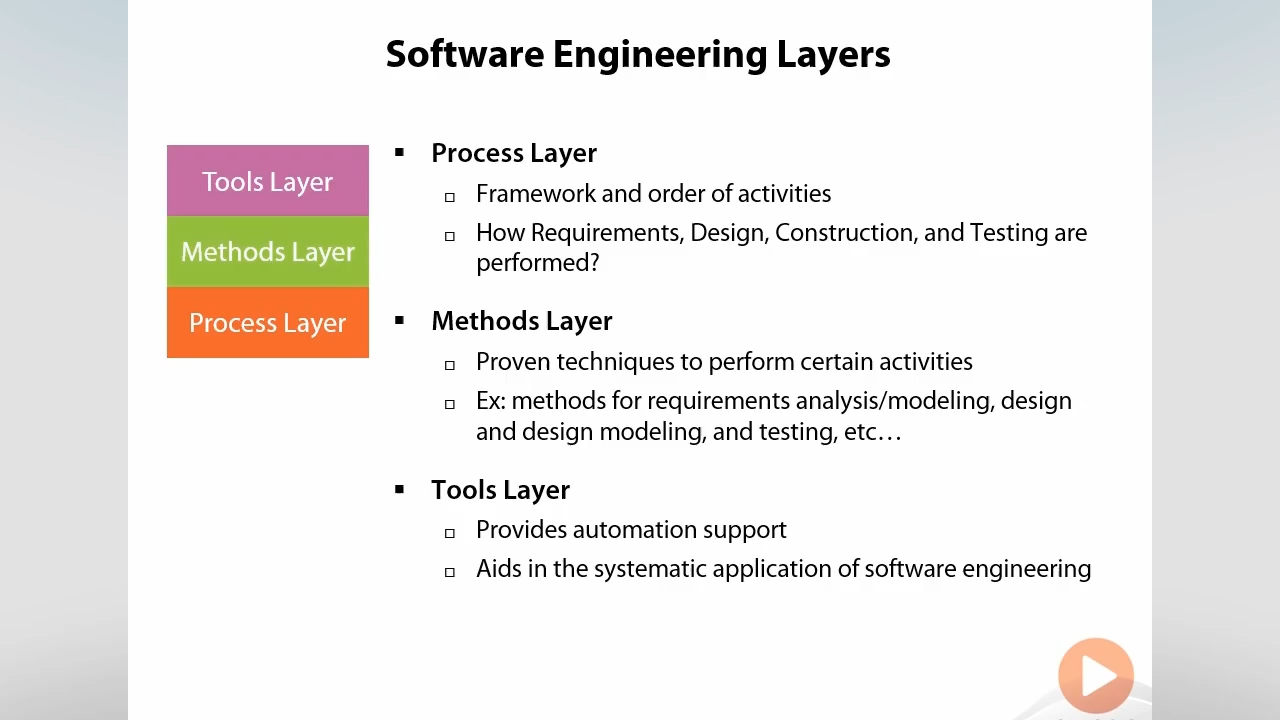 Software Engineering Layers
Tools Layer
Methods Layer
Process Layer
▪ Process Layer
▫ Framework and order of activities
▫ How Requirements, Design, Construction, and Testing are
performed?
▪ Methods Layer
▫ Proven techniques to perform certain activities
▫ Ex: methods for requirements analysis/modeling, design
and design modeling, and testing, etc…
▪ Tools Layer
▫ Provides automation support
▫ Aids in the systematic application of software engineering